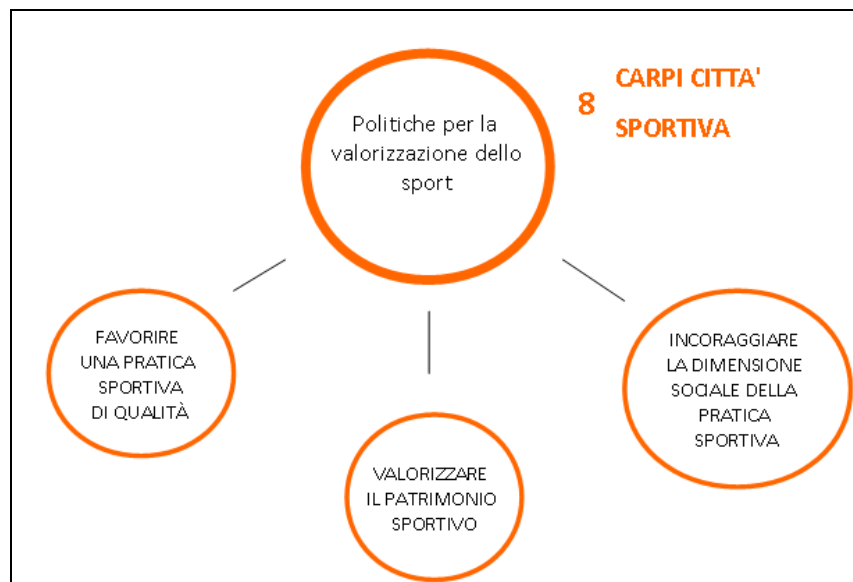 8 CARPI CITTA'
SPORTIVA
Politiche per la
valorizzazione dello
sport
FAVORIRE
UNA PRATICA
SPORTIVA
DI QUALITÀ
VALORIZZARE
IL PATRIMONIO
SPORTIVO
INCORAGGIARE
LA DIMENSIONE
SOCIALE DELLA
PRATICA
SPORTIVA